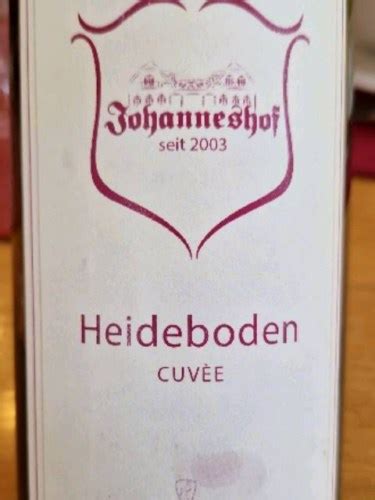 Johanneshof
seit 2003
Heideboden
CUVÈE